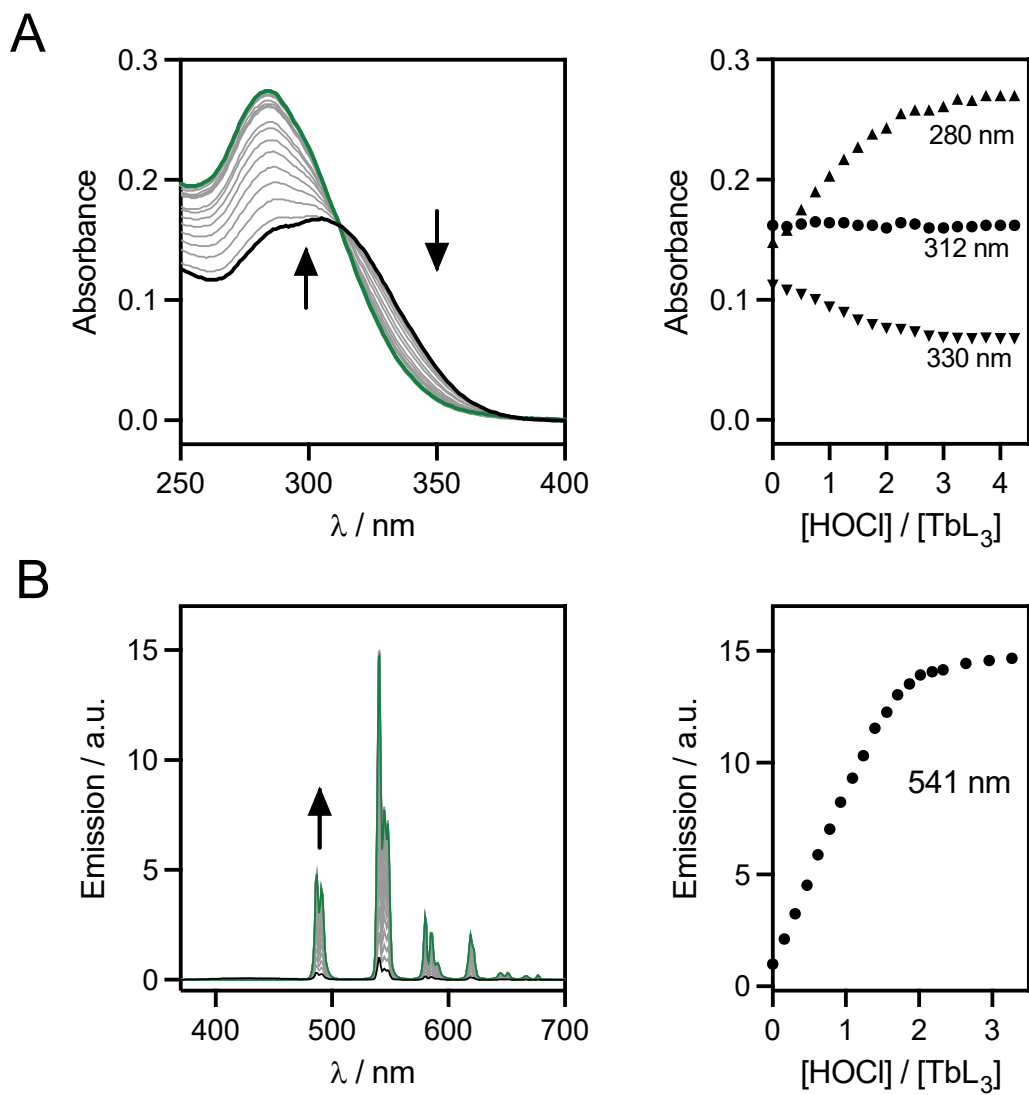 A
Absorbance
0.3
0.2
0.1
0.0
250 300 350 400
λ / nm
Absorbance
0.3
0.2
0.1
0.0
280 nm
312 nm
330 nm
0 1 2 3 4
[HOCl] / [TbL3]
B
Emission / a.u.
15
10
5
0
400 500 600 700
λ / nm
Emission / a.u.
15
10
5
0
541 nm
0 1 2 3
[HOCl] / [TbL3]